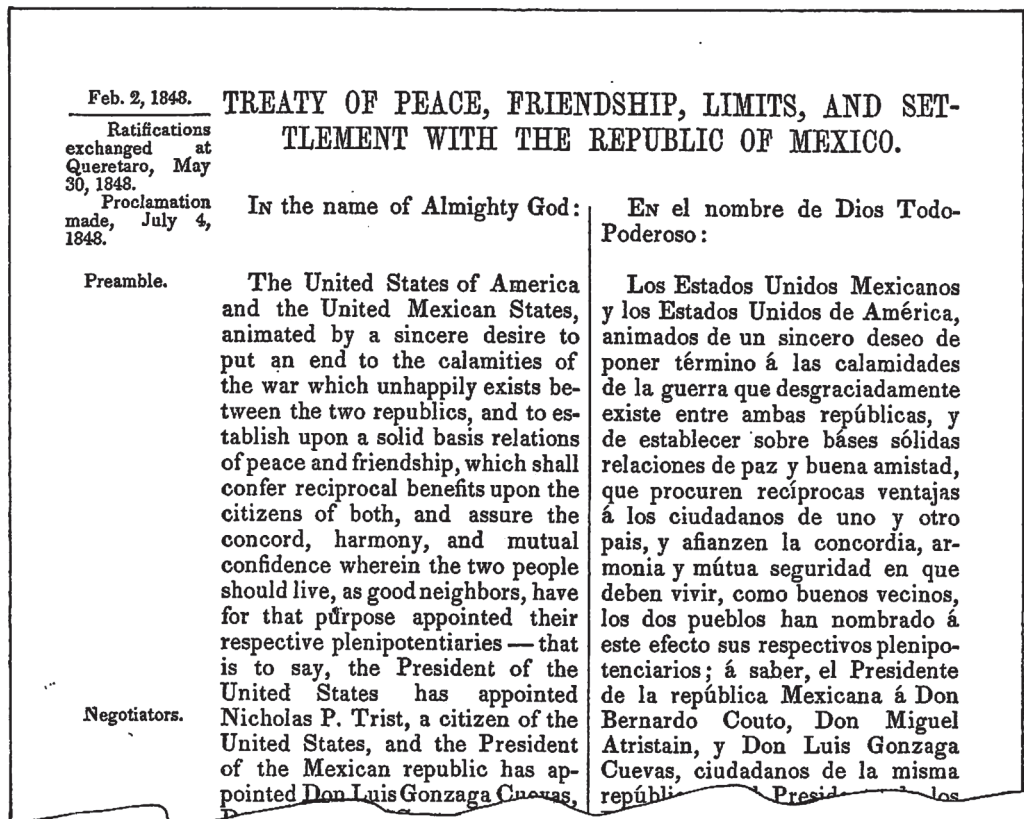 Feb. 2, 1848.
Ratifications
exchanged at
Queretaro, May
30, 1848.
Proclamation
made, July 4,
1848.
TREATY OF PEACE, FRIENDSHIP, LIMITS, AND SET-
TLEMENT WITH THE REPUBLIC OF MEXICO.
IN the name of Almighty God:
Preamble.
The United States of America
and the United Mexican States,
animated by a sincere desire to
put an end to the calamities of
the war which unhappily exists be-
tween the two republics, and to es-
tablish upon a solid basis relations
of peace and friendship, which shall
confer reciprocal benefits upon the
citizens of both, and assure the
concord, harmony, and mutual
confidence wherein the two people
should live, as good neighbors, have
for that purpose appointed their
respective plenipotentiaries — that
is to say, the President of the
United States has appointed
Negotiators.
Nicholas P. Trist, a citizen of the
United States, and the President
of the Mexican republic has ap-
pointed Don Luis Gonzaga Cuevas,
EN el nombre de Dios Todo-
Poderoso:
Los Estados Unidos Mexicanos
y los Estados Unidos de América,
animados de un sincero deseo de
poner término á las calamidades
de la guerra que desgraciadamente
existe entre ambas repúblicas, y
de establecer sobre báses sólidas
relaciones de paz y buena amistad,
que procuren recíprocas ventajas
á los ciudadanos de uno y otro
pais, y afianzen la concordia, ar-
monia y mútua seguridad en que
deben vivir, como buenos vecinos,
los dos pueblos han nombrado á
este efecto sus respectivos plenipo-
tenciarios; á saber, el Presidente
de la república Mexicana á Don
Bernardo Couto, Don Miguel
Atristain, y Don Luis Gonzaga
Cuevas, ciudadanos de la misma
los